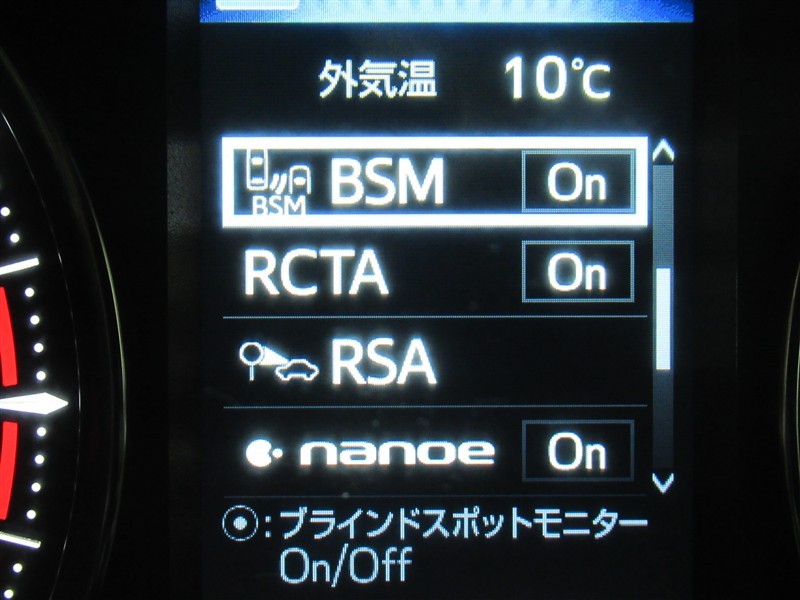 外気温 10℃
BSM BSM On
RCTA On
RSA
nanoe On
⦿:ブラインドスポットモニター
On/Off